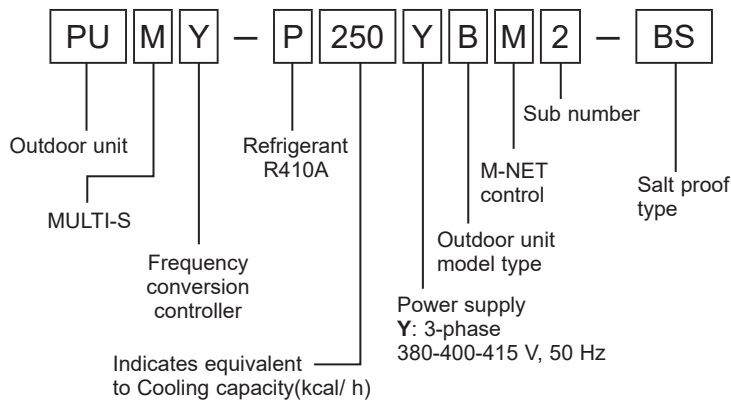 PU M Y – P 250 Y B M 2 – BS
Sub number
Outdoor unit
Refrigerant
R410A
M-NET
control
Salt proof
type
MULTI-S
Outdoor unit
model type
Frequency
conversion
controller
Power supply
Y: 3-phase
380-400-415 V, 50 Hz
Indicates equivalent
to Cooling capacity(kcal/ h)